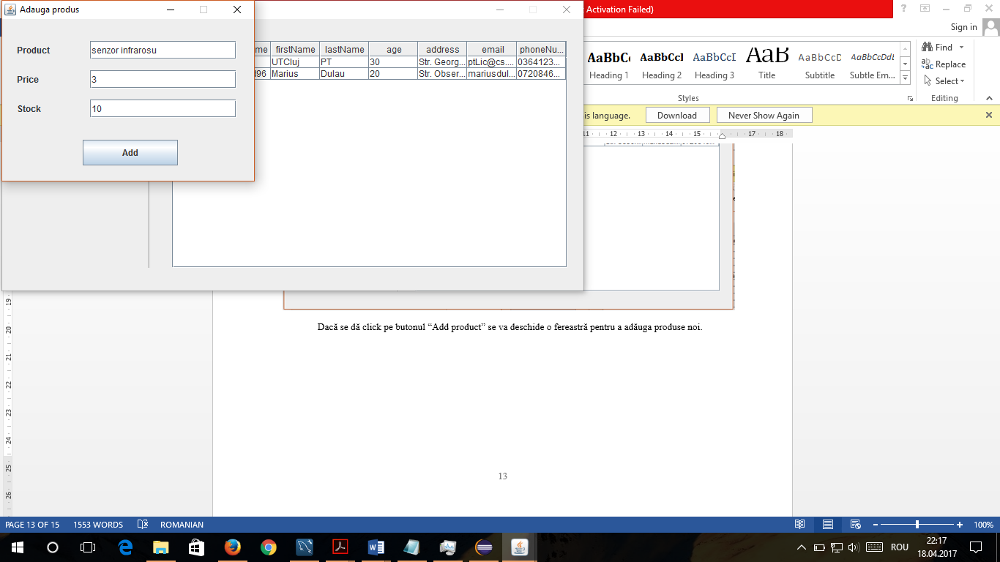 Adauga produs
Product
senzor infrarosu
Price
3
Stock
10
Add
me firstName lastName age address email phoneNu...
UTCluj PT 30 Str. Georg... ptLic@cs.... 0364123...
l96 Marius Dulau 20 Str. Obser... mariusdul... 0720846...
Activation Failed)
Sign in
AaBbCc AaBbCcI AaBbCcD AaB AaBbCcD AaBbCcDdE
Heading 1 Heading 2 Heading 3 Title Subtitle Subtle Em...
Styles
Find
Replace
Select
Editing
is language. Download Never Show Again
11 12 13 14 15 17 18
Dacă se dă click pe butonul “Add product” se va deschide o fereastră pentru a adăuga produse noi.
19
20
21
22
23
24
25
26
13
PAGE 13 OF 15 1553 WORDS ROMANIAN 100%
ROU
22:17
18.04.2017